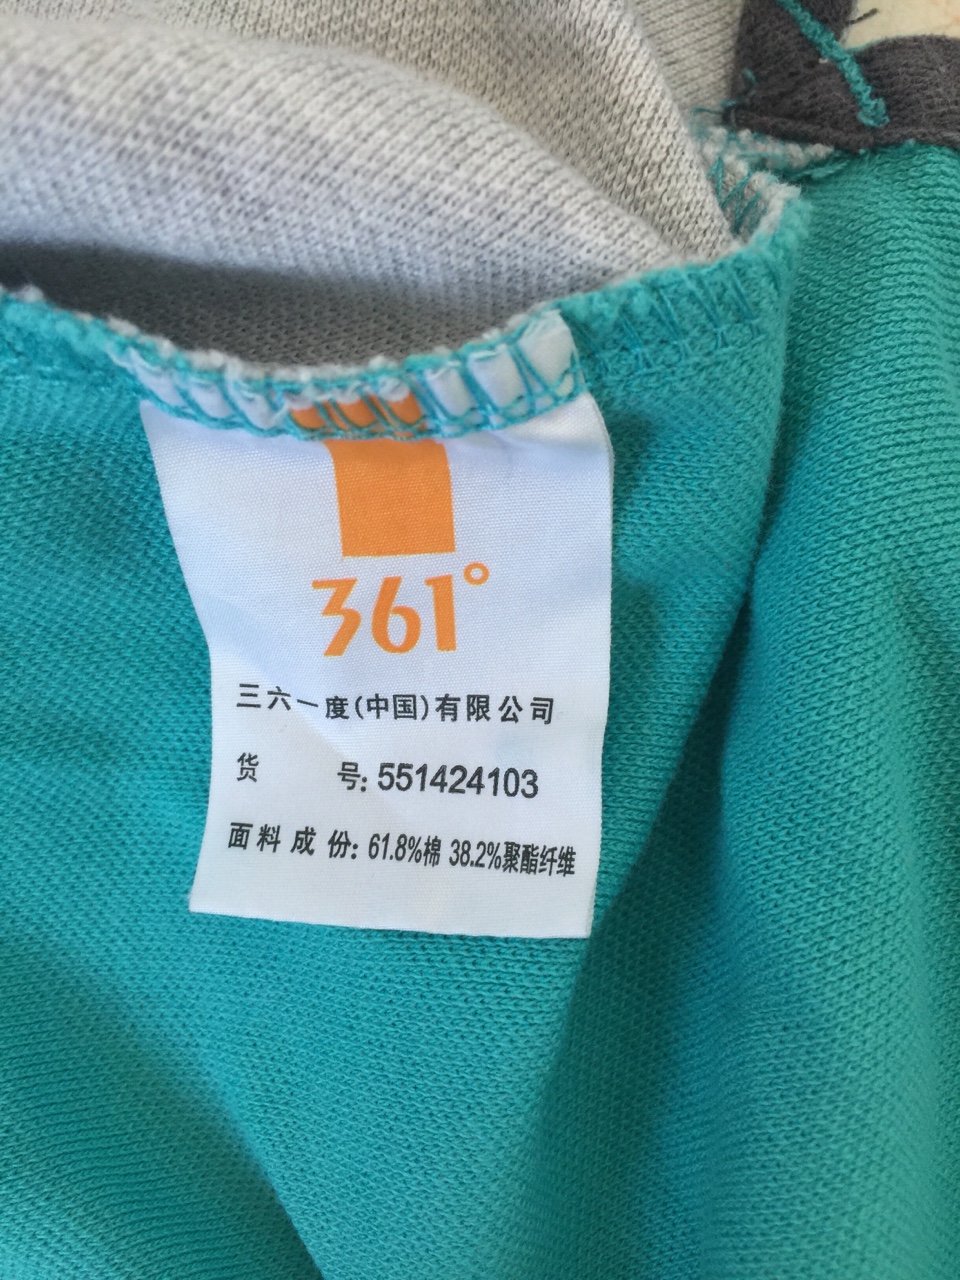 361°
三六一度(中国)有限公司
货 号: 551424103
面料成份: 61.8%棉 38.2%聚酯纤维